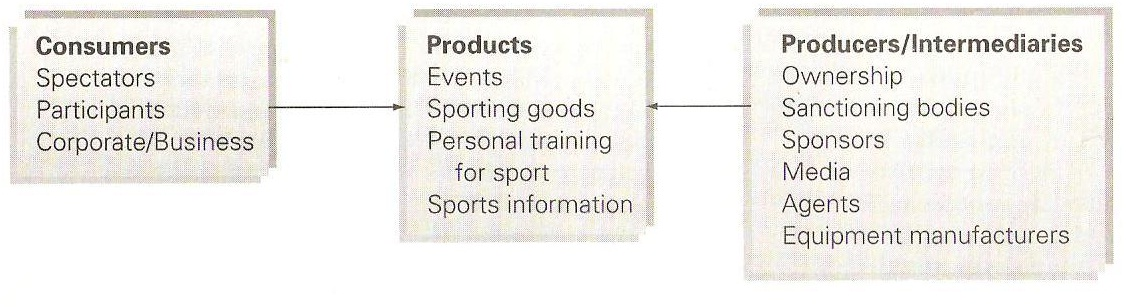 Consumers
Spectators
Participants
Corporate/Business
Products
Events
Sporting goods
Personal training
for sport
Sports information
Producers/Intermediaries
Ownership
Sanctioning bodies
Sponsors
Media
Agents
Equipment manufacturers